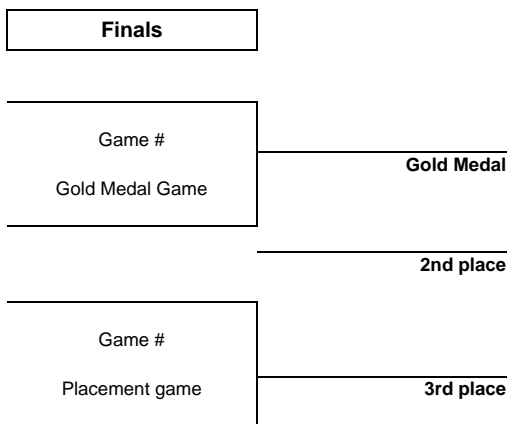 Finals
Game #
Gold Medal
Gold Medal Game
2nd place
Game #
Placement game
3rd place